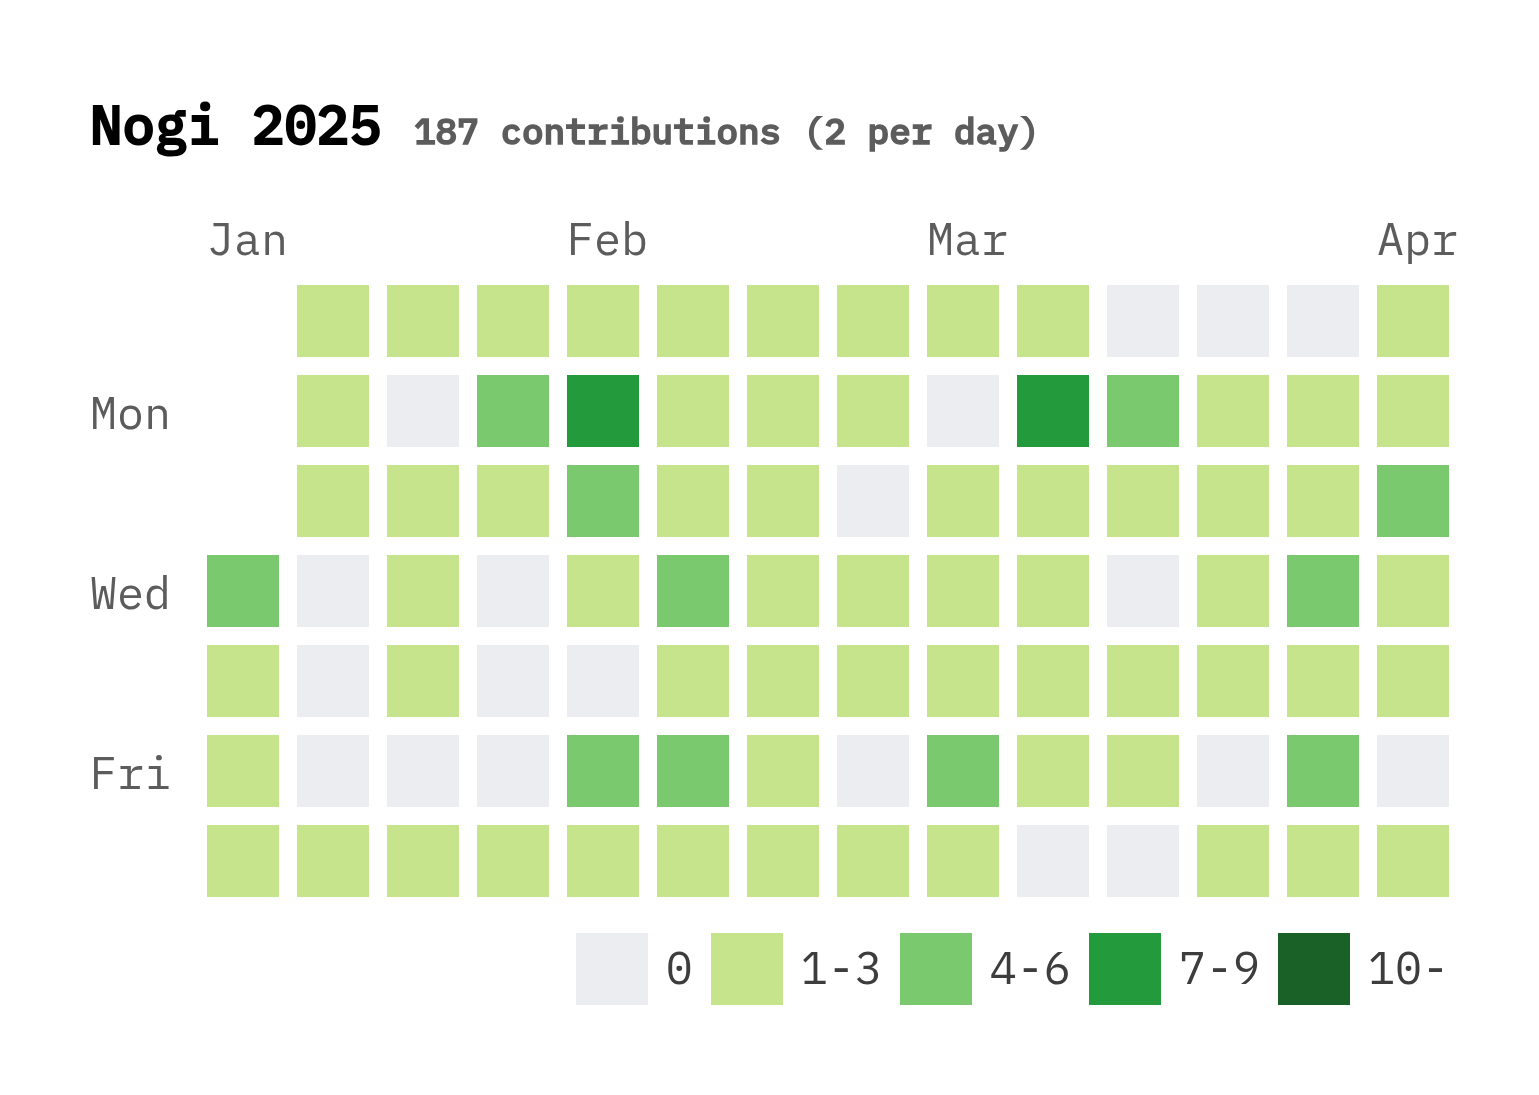 Nogi 2025 187 contributions (2 per day)
Jan Feb Mar Apr
Mon
Wed
Fri
0 1-3 4-6 7-9 10-